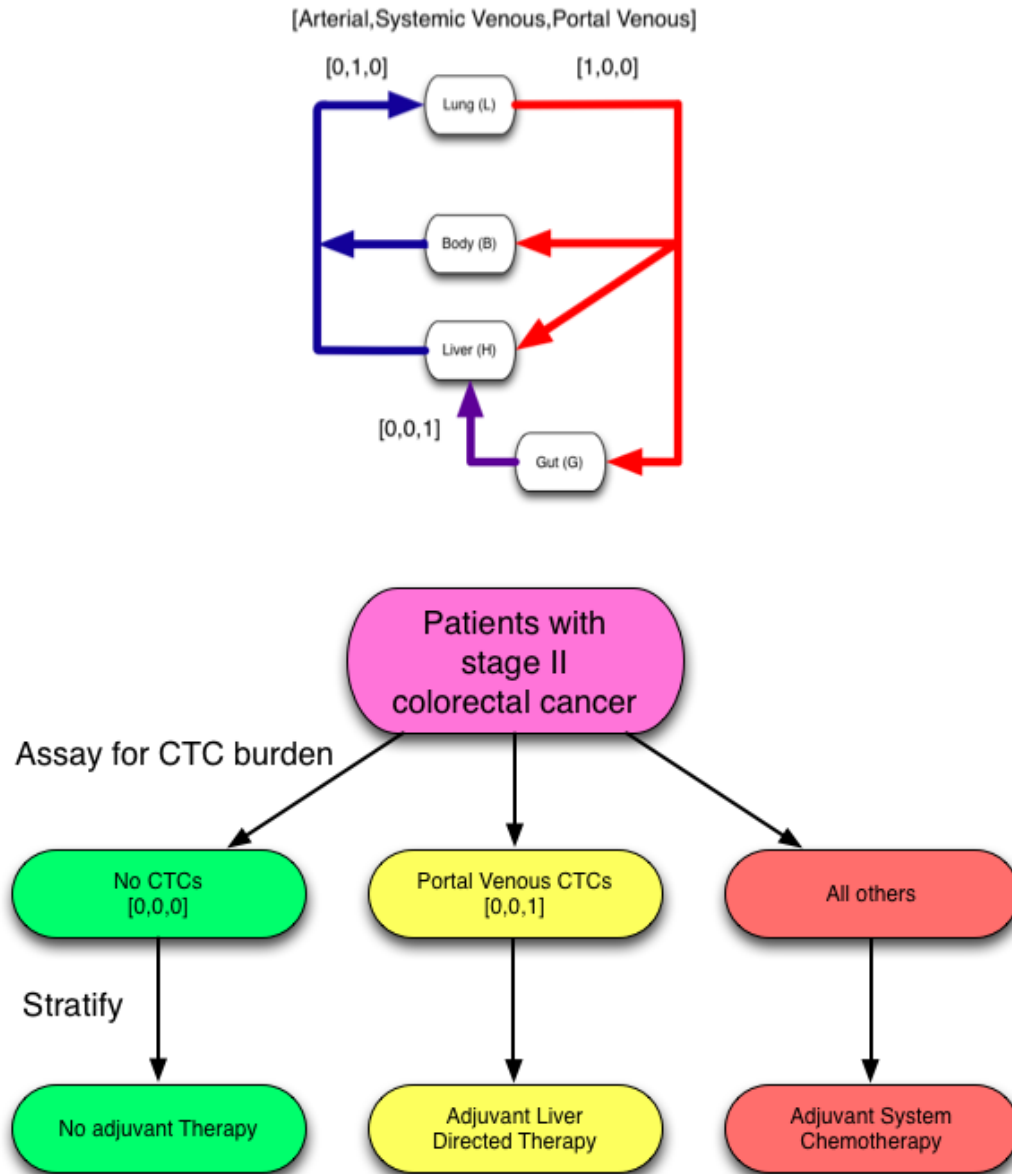 [Arterial,Systemic Venous,Portal Venous]
[0,1,0]
[1,0,0]
Lung (L)
Body (B)
Liver (H)
[0,0,1]
Gut (G)
Patients with
stage II
colorectal cancer
Assay for CTC burden
No CTCs
[0,0,0]
Portal Venous CTCs
[0,0,1]
All others
Stratify
No adjuvant Therapy
Adjuvant Liver
Directed Therapy
Adjuvant System
Chemotherapy